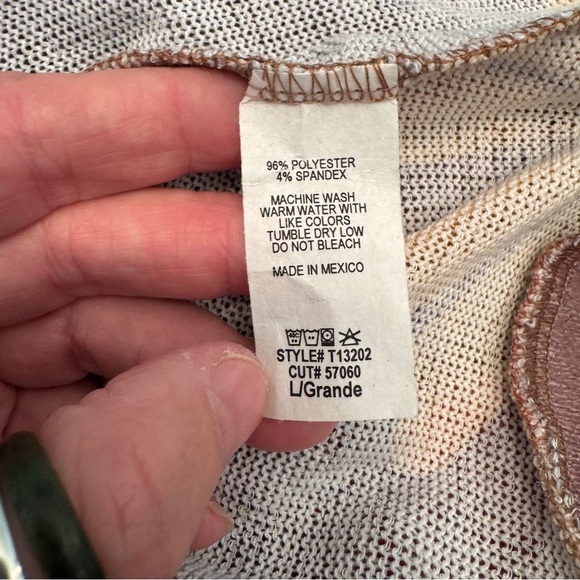 96% POLYESTER
4% SPANDEX
MACHINE WASH
WARM WATER WITH
LIKE COLORS
TUMBLE DRY LOW
DO NOT BLEACH
MADE IN MEXICO
STYLE# T13202
CUT# 57060
L/Grande